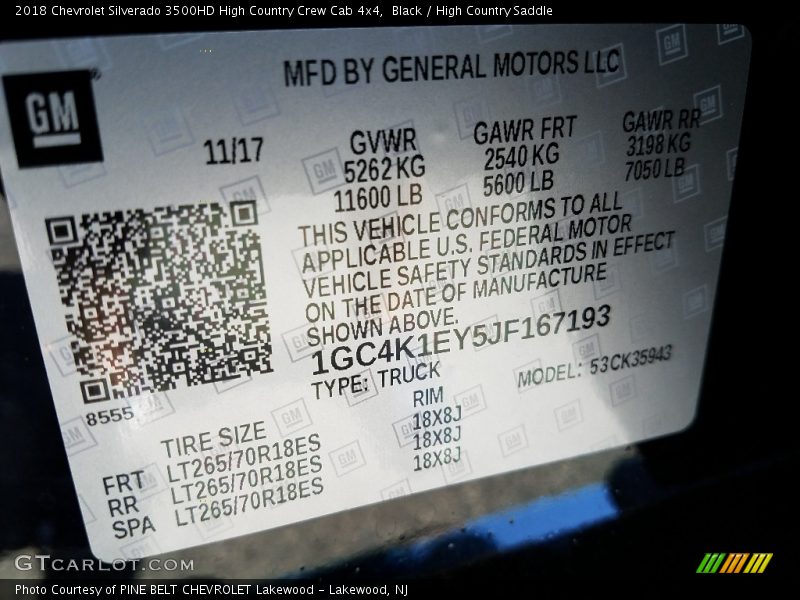 2018 Chevrolet Silverado 3500HD High Country Crew Cab 4x4,  Black / High Country Saddle
GM
MFD BY GENERAL MOTORS LLC
11/17
GVWR
5262 KG
11600 LB
GAWR FRT
2540 KG
5600 LB
GAWR RR
3198 KG
7050 LB
THIS VEHICLE CONFORMS TO ALL
APPLICABLE U.S. FEDERAL MOTOR
VEHICLE SAFETY STANDARDS IN EFFECT
ON THE DATE OF MANUFACTURE
SHOWN ABOVE.
1GC4K1EY5JF167193
TYPE: TRUCK
MODEL: 53CK35943
8555
TIRE SIZE
RIM
FRT LT265/70R18ES 18X8J
RR LT265/70R18ES 18X8J
SPA LT265/70R18ES 18X8J
GTCARLOT.COM
Photo Courtesy of PINE BELT CHEVROLET Lakewood - Lakewood, NJ